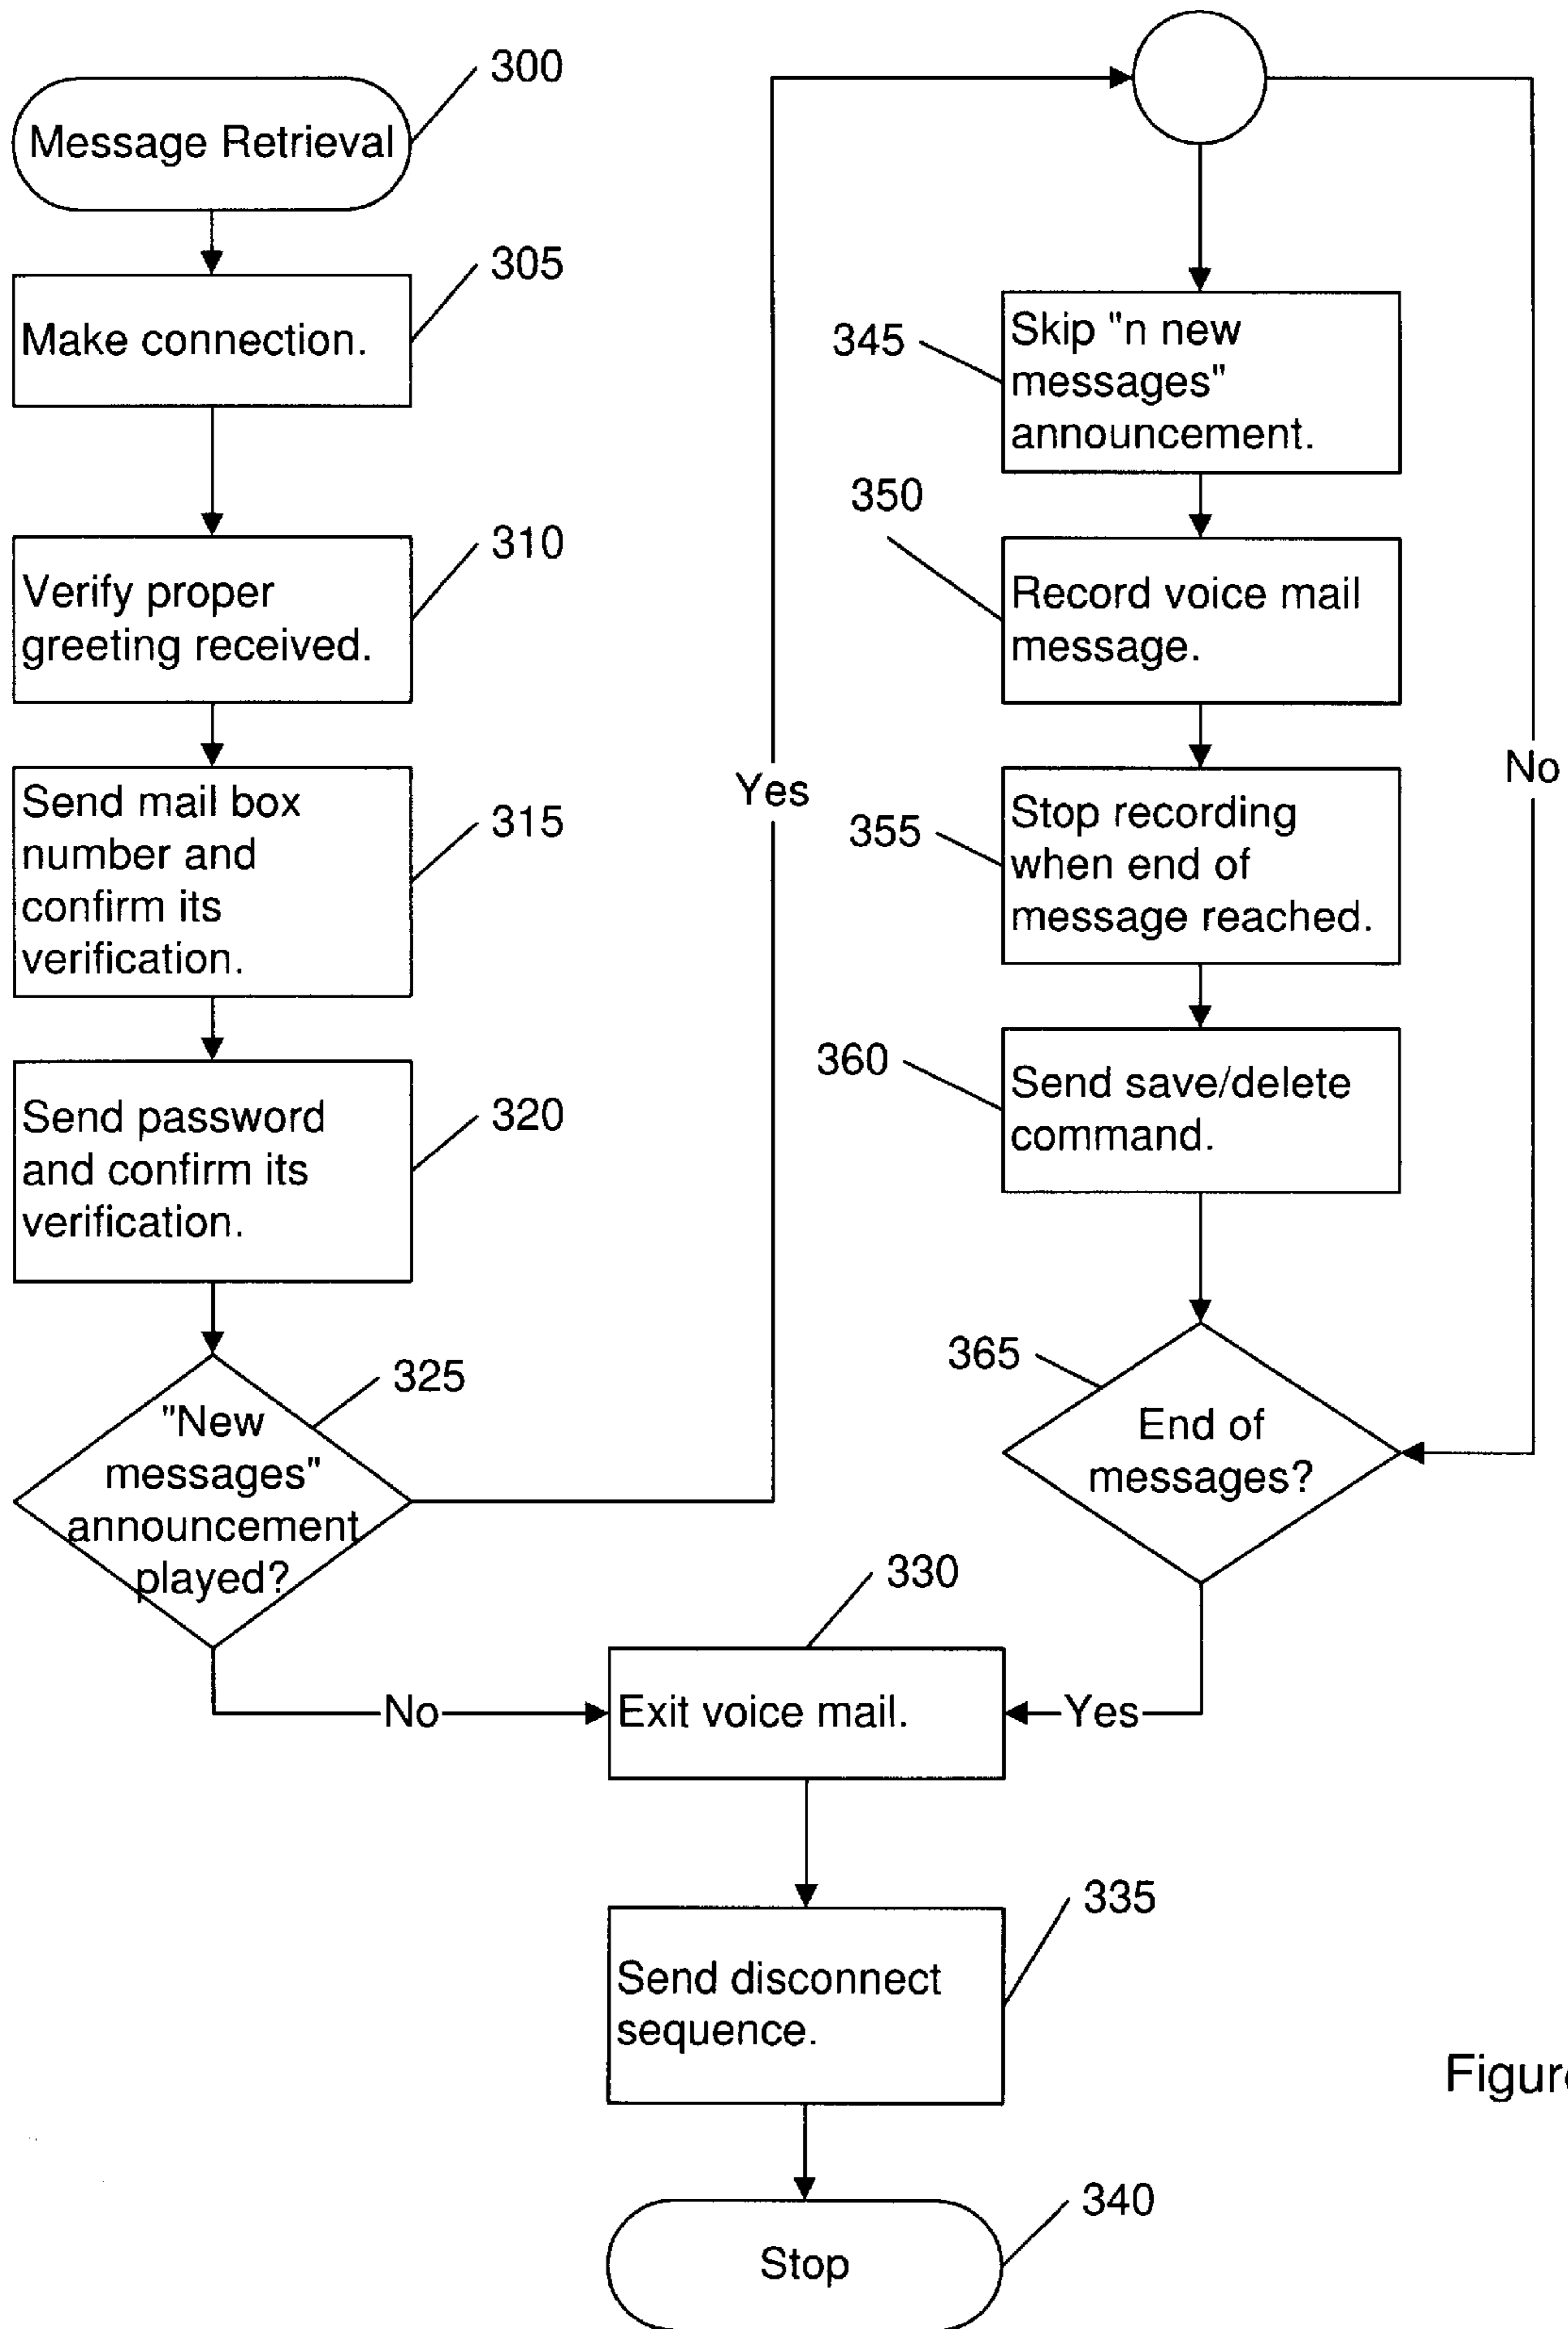 Message Retrieval
300
Make connection.
305
Verify proper
greeting received.
310
Send mail box
number and
confirm its
verification.
315
Send password
and confirm its
verification.
320
"New
messages"
announcement
played?
325
Yes
No
Skip "n new
messages"
announcement.
345
Record voice mail
message.
350
Stop recording
when end of
message reached.
355
Send save/delete
command.
360
End of
messages?
365
No
Yes
Exit voice mail.
330
Send disconnect
sequence.
335
Stop
340